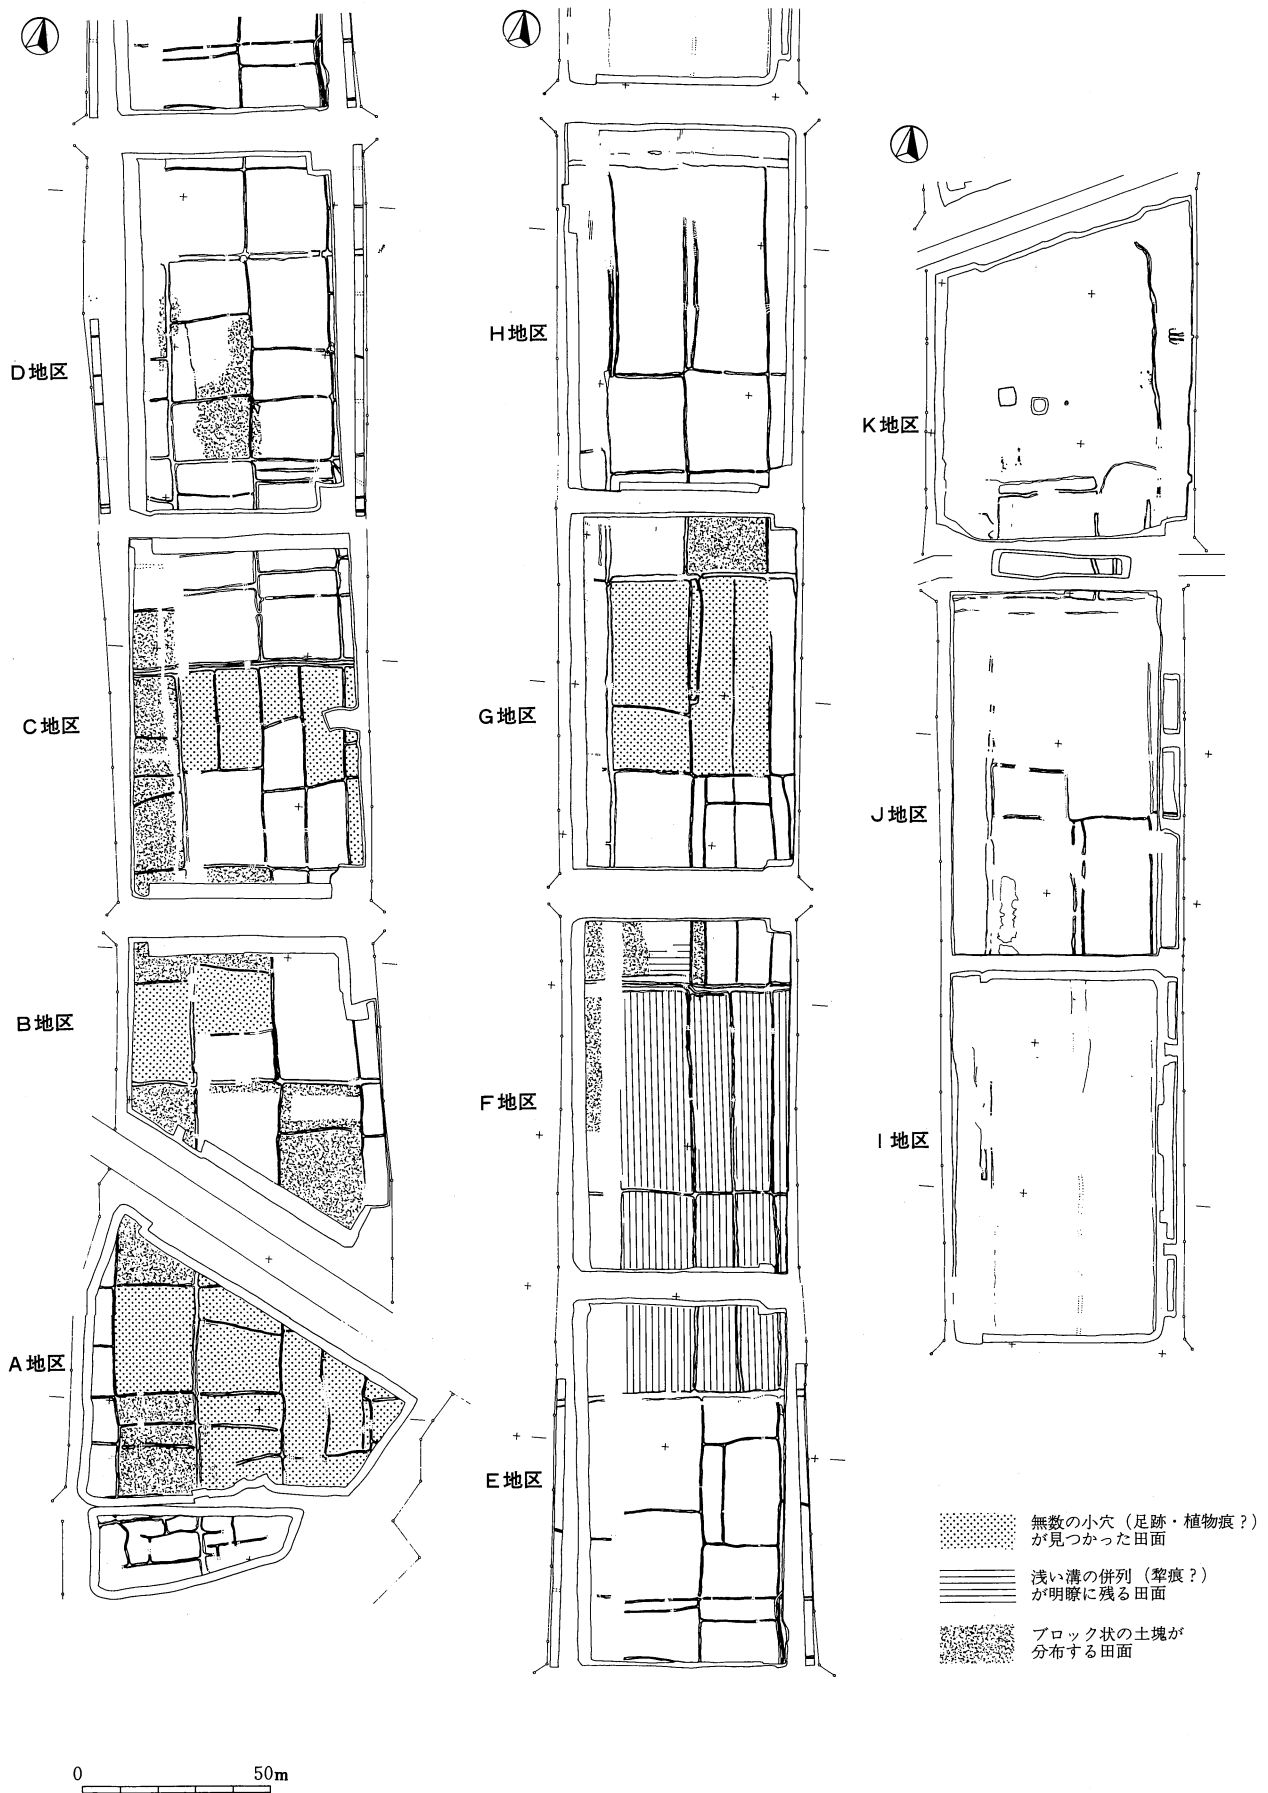 D地区
C地区
B地区
A地区
H地区
G地区
F地区
E地区
K地区
J地区
I地区
無数の小穴（足跡・植物痕？）
が見つかった田面
浅い溝の併列（犂痕？）
が明瞭に残る田面
ブロック状の土塊が
分布する田面
0 50m